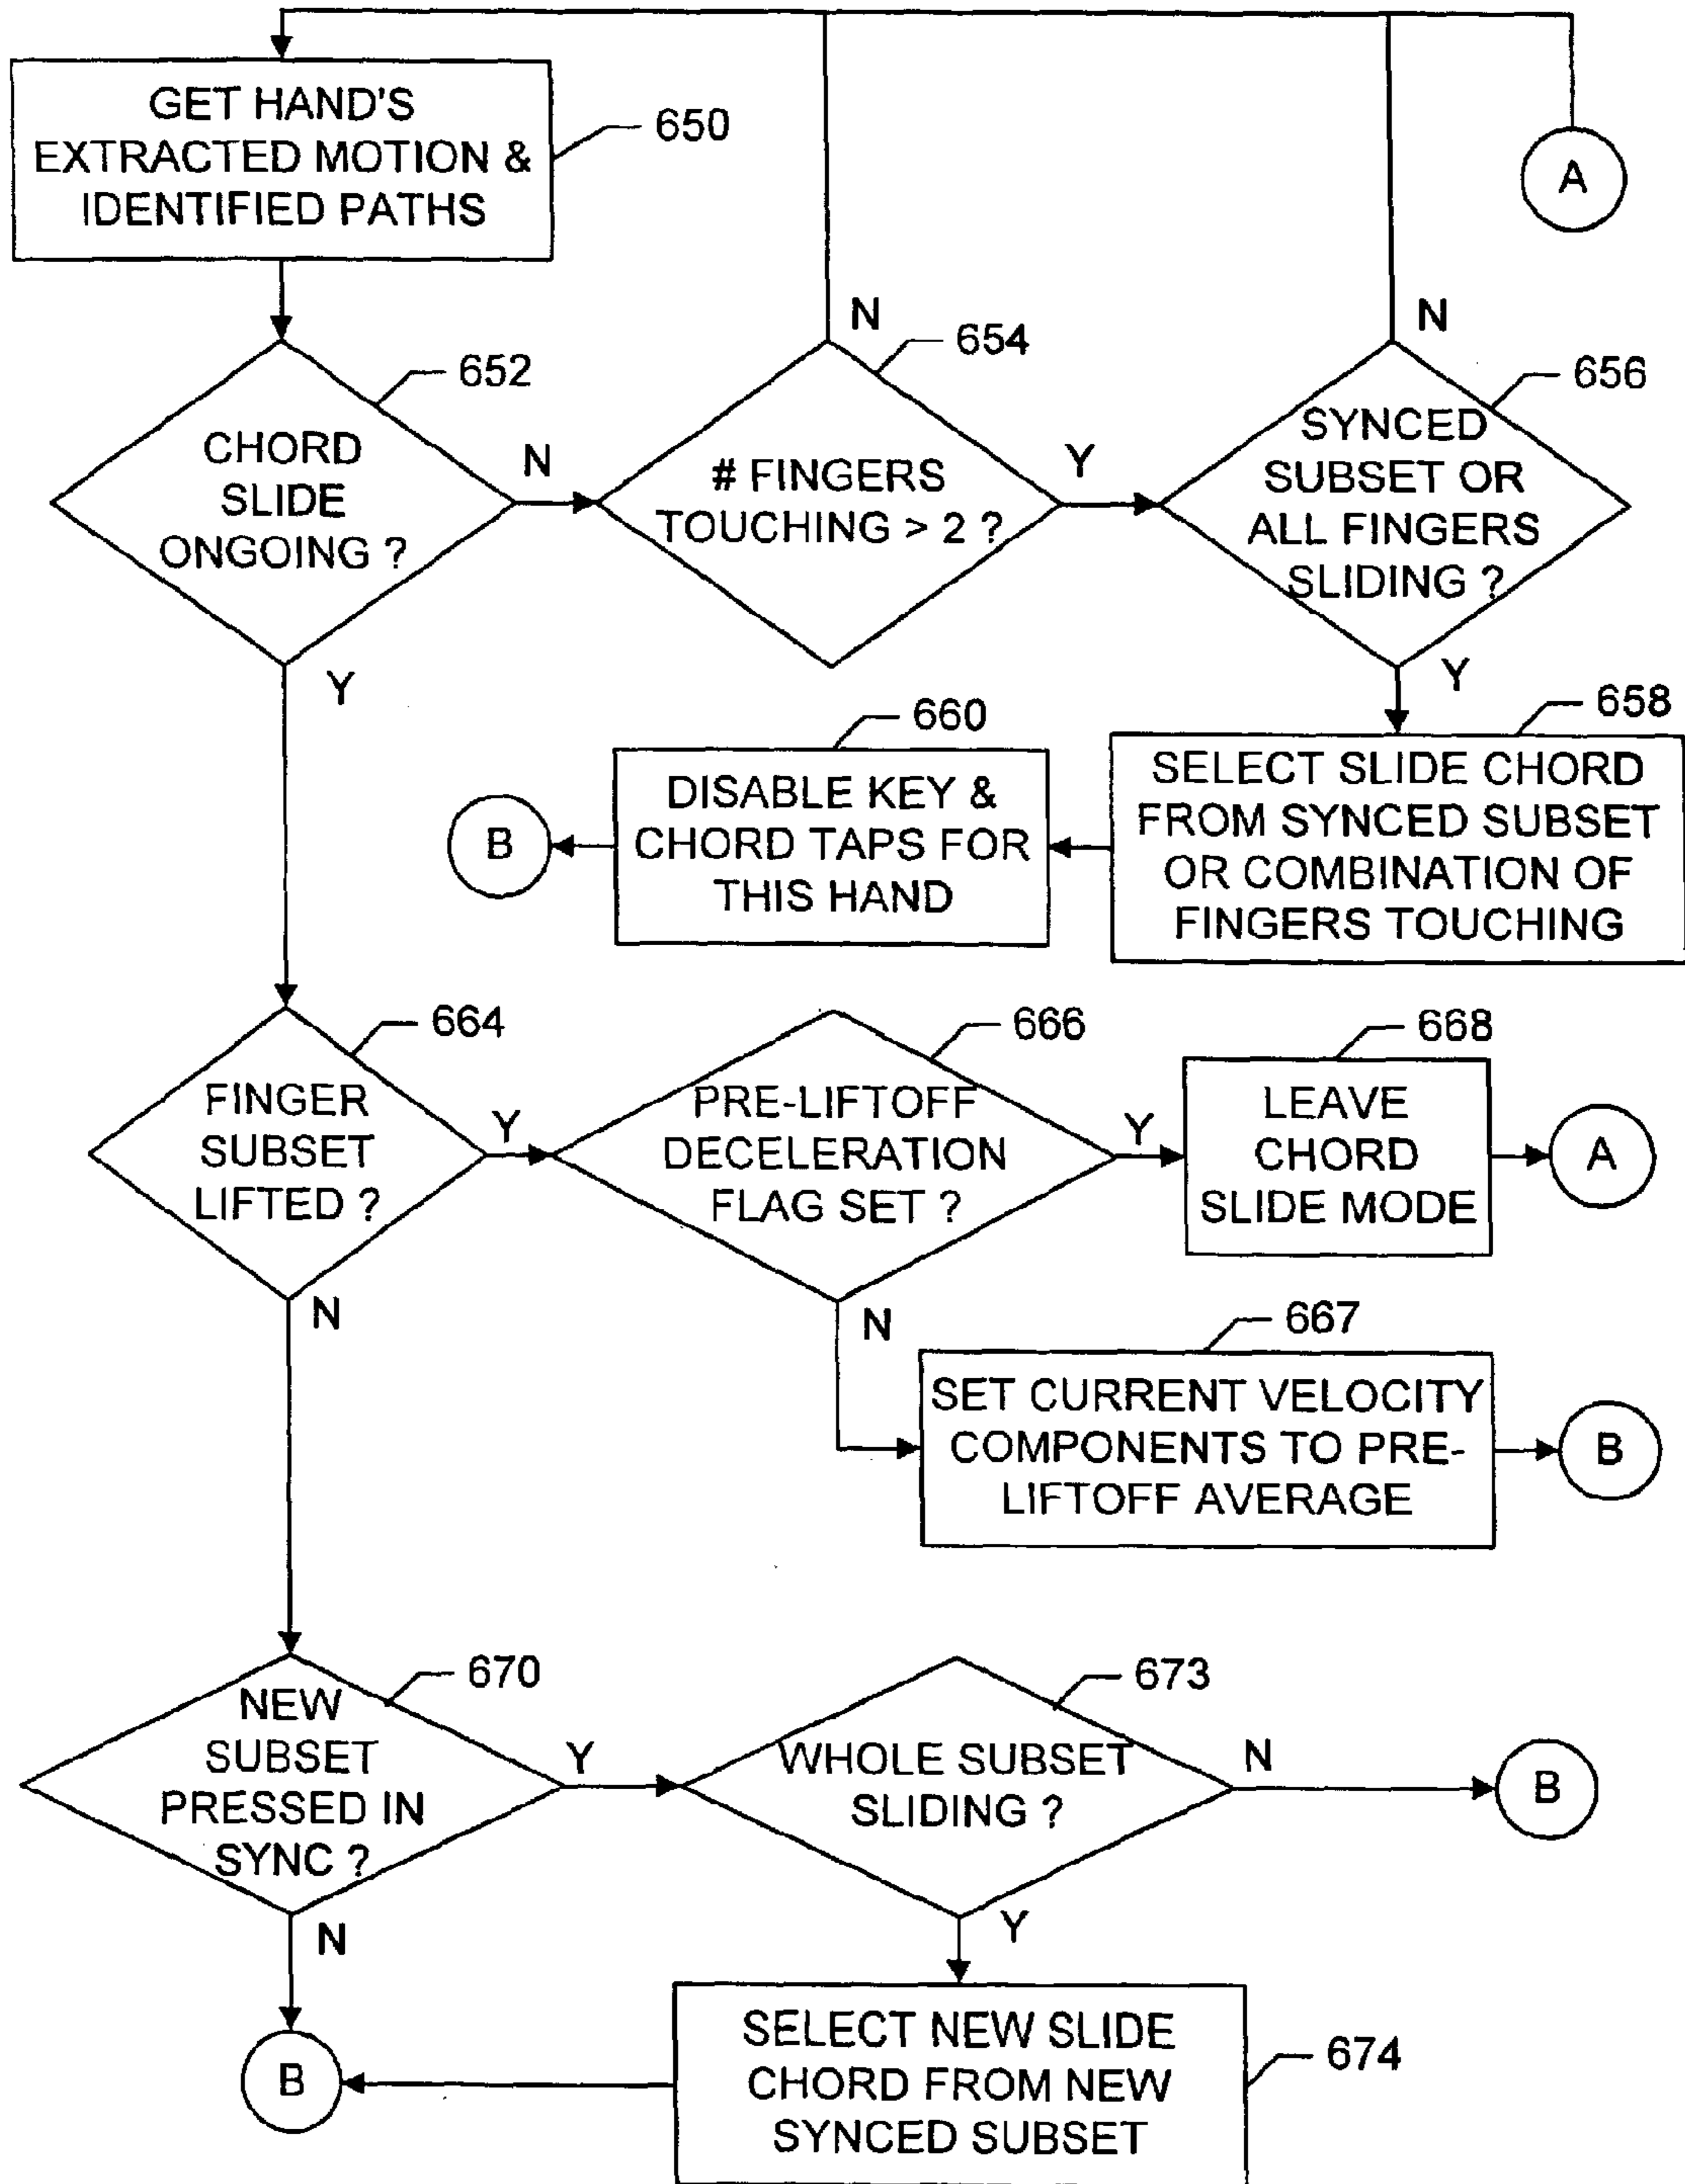 GET HAND'S
EXTRACTED MOTION &
IDENTIFIED PATHS
650
A
652
CHORD
SLIDE
ONGOING ?
N
Y
N
654
# FINGERS
TOUCHING > 2 ?
Y
N
656
SYNCED
SUBSET OR
ALL FINGERS
SLIDING ?
Y
658
SELECT SLIDE CHORD
FROM SYNCED SUBSET
OR COMBINATION OF
FINGERS TOUCHING
660
DISABLE KEY &
CHORD TAPS FOR
THIS HAND
B
664
FINGER
SUBSET
LIFTED ?
Y
N
666
PRE-LIFTOFF
DECELERATION
FLAG SET ?
Y
N
668
LEAVE
CHORD
SLIDE MODE
A
667
SET CURRENT VELOCITY
COMPONENTS TO PRE-
LIFTOFF AVERAGE
B
670
NEW
SUBSET
PRESSED IN
SYNC ?
Y
N
673
WHOLE SUBSET
SLIDING ?
N
B
Y
674
SELECT NEW SLIDE
CHORD FROM NEW
SYNCED SUBSET
B